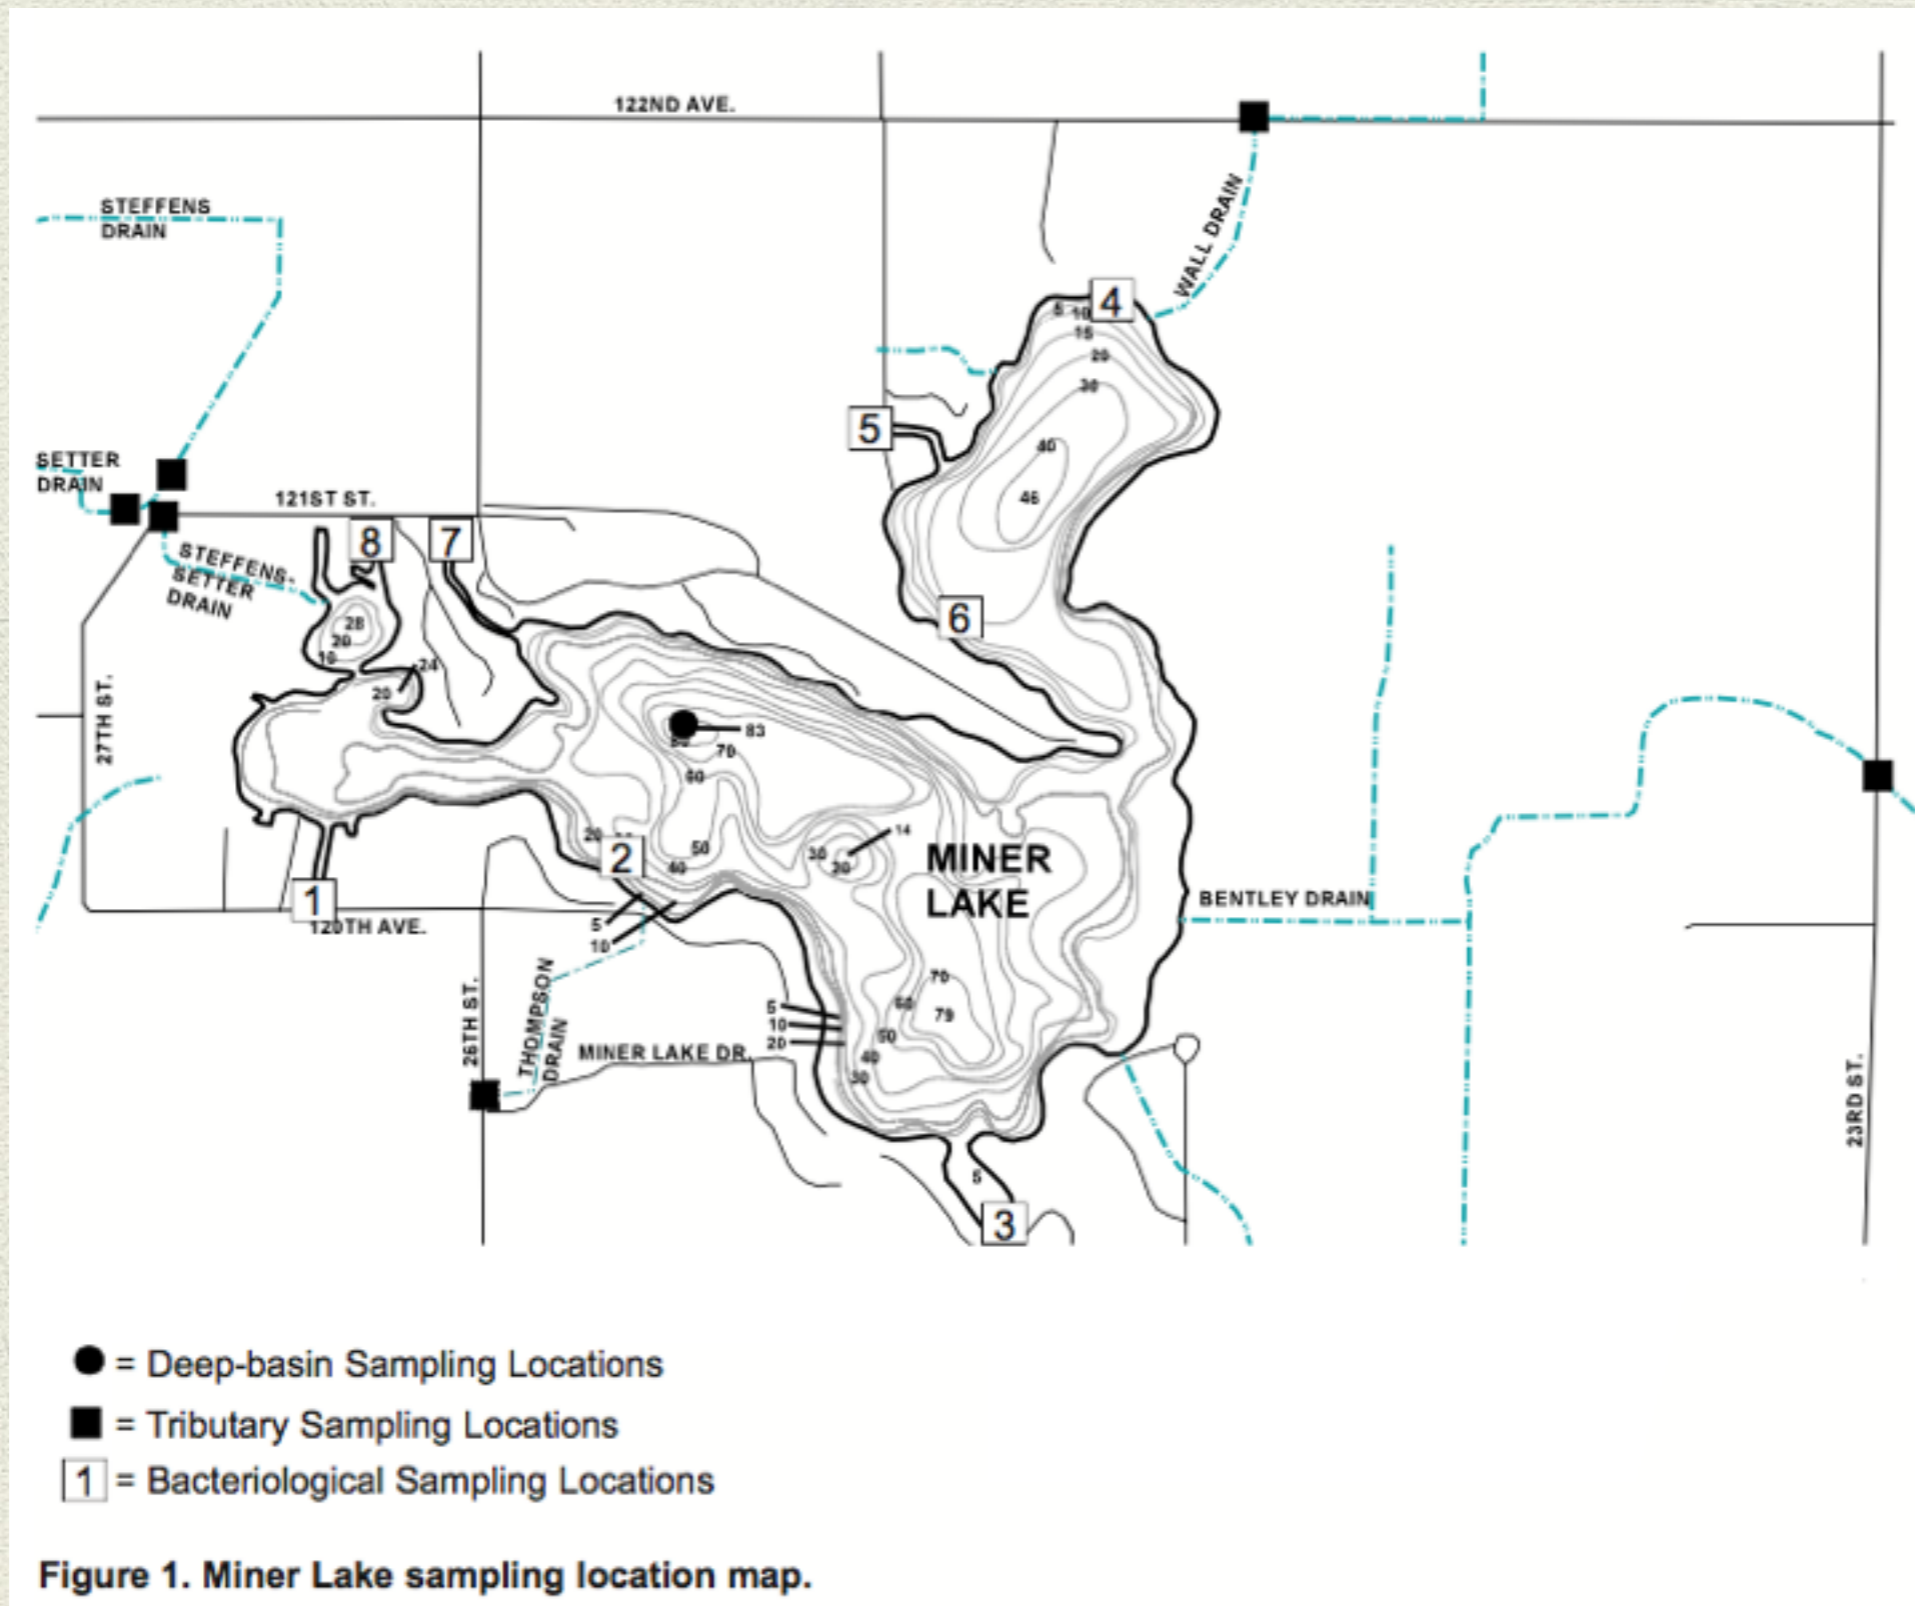 122ND AVE.
STEFFENS
DRAIN
WALL DRAIN
4
5 10
15
20
30
5
40
46
SETTER
DRAIN
121ST ST.
8
7
STEFFENS-
SETTER
DRAIN
6
28
20
10
24
20
27TH ST.
83
70
60
20
2
50
40
14
30
20
MINER
LAKE
1
120TH AVE.
5
10
BENTLEY DRAIN
26TH ST.
THOMPSON
DRAIN
70
60
79
5
10
20
50
40
30
MINER LAKE DR.
23RD ST.
5
3
= Deep-basin Sampling Locations
= Tributary Sampling Locations
1 = Bacteriological Sampling Locations
Figure 1. Miner Lake sampling location map.